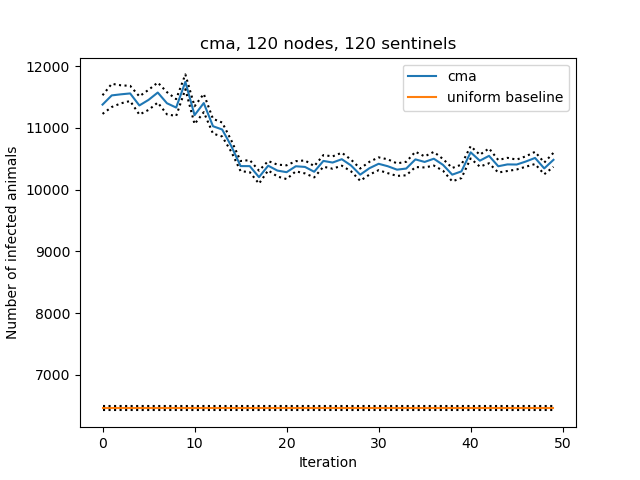 cma, 120 nodes, 120 sentinels
12000
11000
10000
9000
8000
7000
Number of infected animals
cma
uniform baseline
0
10
20
30
40
50
Iteration